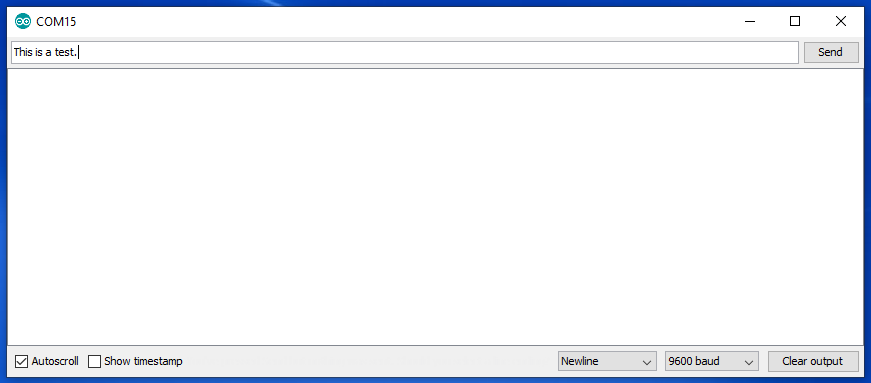 COM15
This is a test.
Send
Autoscroll
Show timestamp
Newline
9600 baud
Clear output